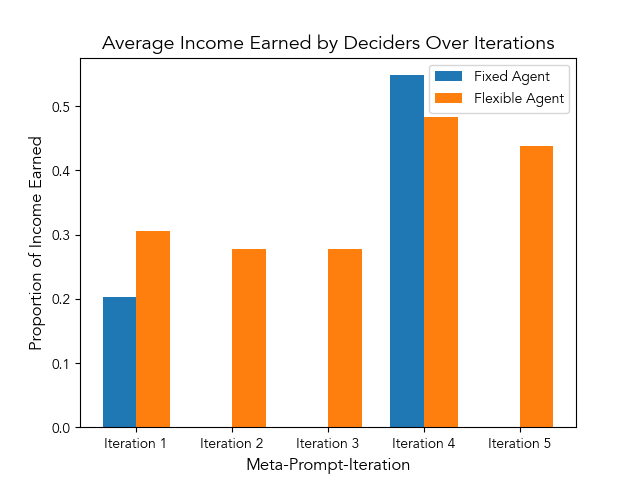 Average Income Earned by Deciders Over Iterations
Fixed Agent
Flexible Agent
Proportion of Income Earned
0.5
0.4
0.3
0.2
0.1
0.0
Iteration 1
Iteration 2
Iteration 3
Iteration 4
Iteration 5
Meta-Prompt-Iteration